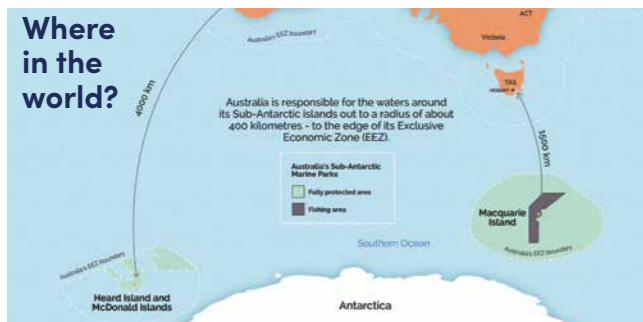 Where
in the
world?
Australia's EEZ boundary
4000 km
ACT
Victoria
TAS.
HOBART
1500 km
Australia is responsible for the waters around
its Sub-Antarctic islands out to a radius of about
400 kilometres - to the edge of its Exclusive
Economic Zone (EEZ).
Australia's Sub-Antarctic
Marine Parks
Fully protected area
Fishing area
Macquarie
Island
Australia's EEZ boundary
Southern Ocean
Australia's EEZ boundary
Heard Island and
McDonald Islands
Antarctica